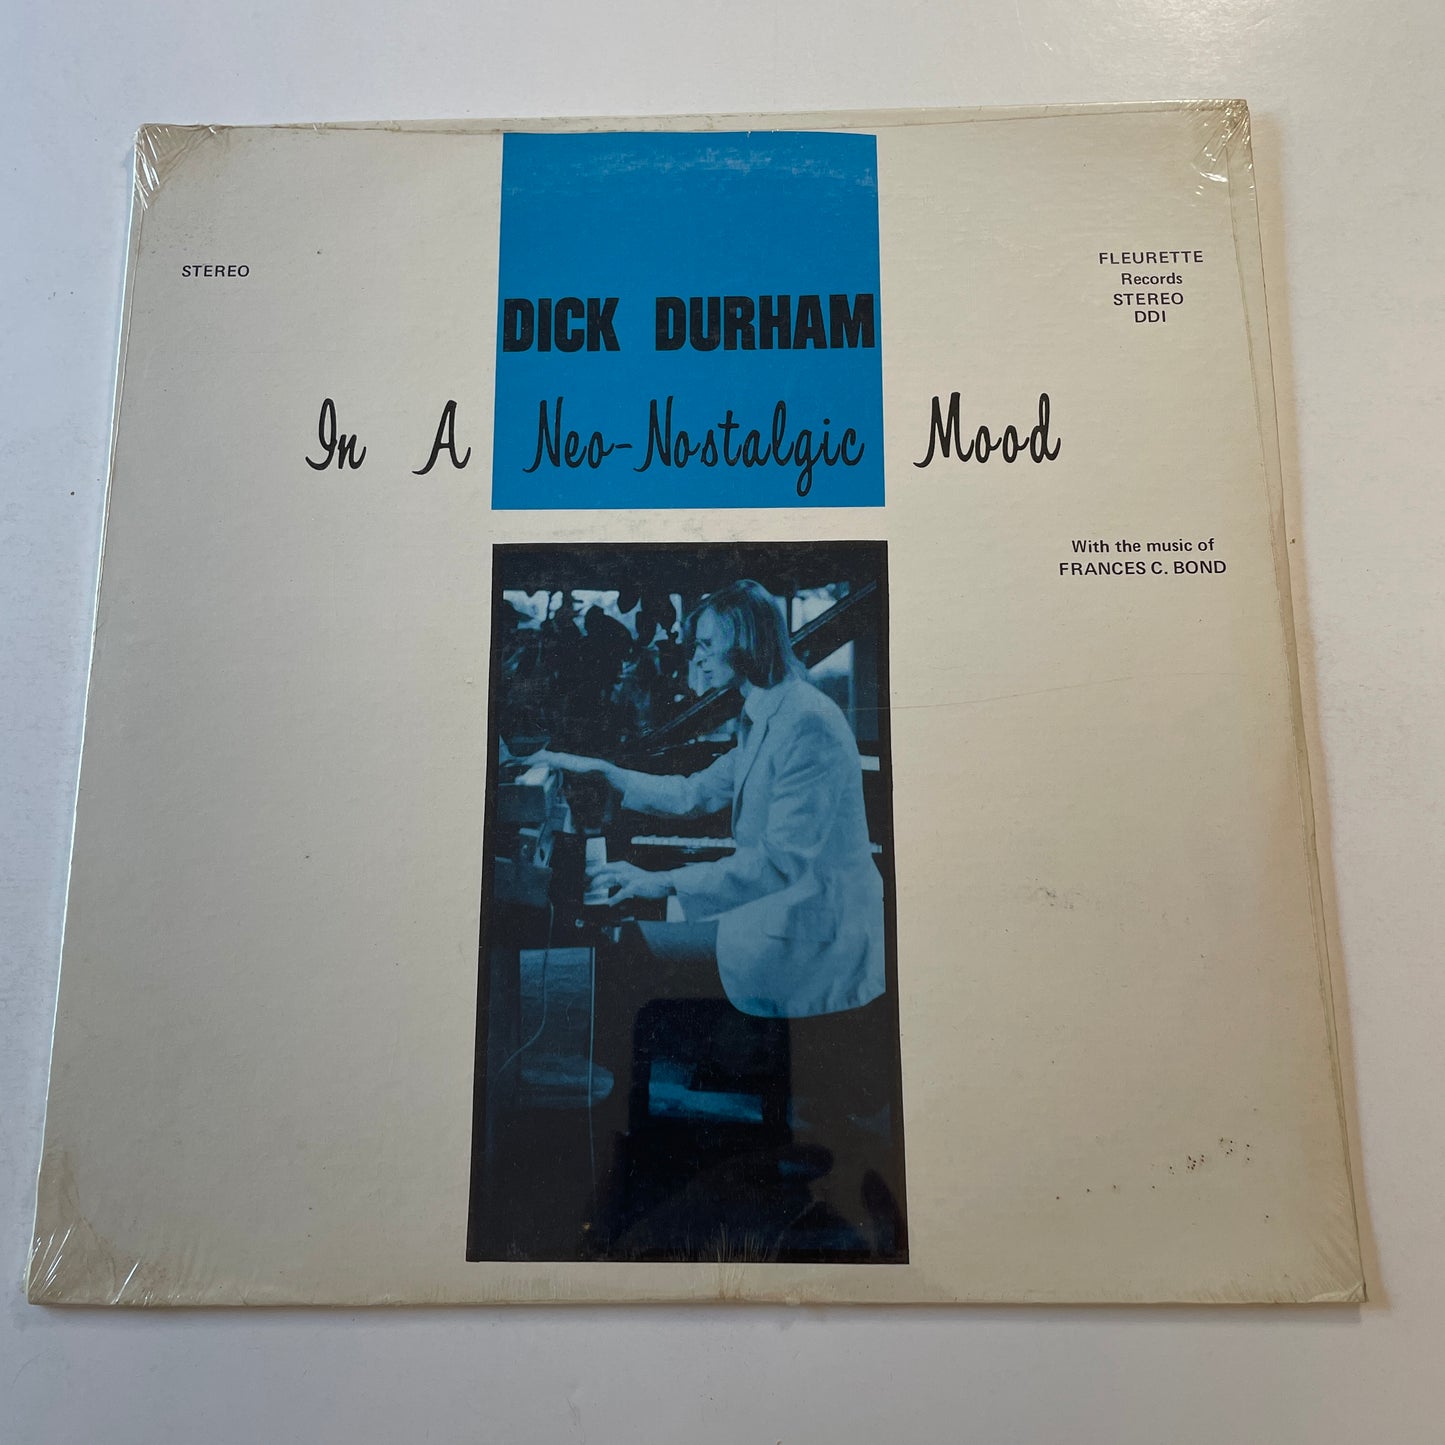 STEREO
FLEURETTE
Records
STEREO
DDI
DICK DURHAM
In A Neo-Nostalgic Mood
With the music of
FRANCES C. BOND